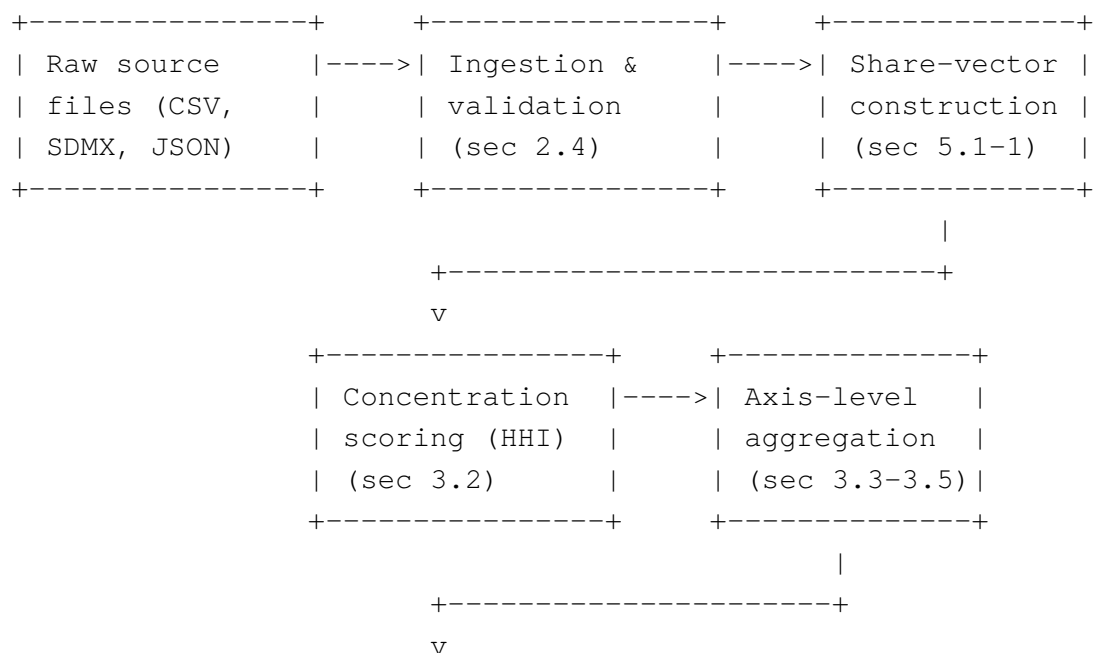 +----------------+     +----------------+     +--------------+
| Raw source     |---->| Ingestion &    |---->| Share-vector |
| files (CSV,    |     | validation     |     | construction |
| SDMX, JSON)    |     | (sec 2.4)      |     | (sec 5.1-1)  |
+----------------+     +----------------+     +--------------+
                                                     |
                        +----------------------------+
                        v
                 +----------------+      +--------------+
                 | Concentration  |---->| Axis-level   |
                 | scoring (HHI)  |     | aggregation  |
                 | (sec 3.2)      |     | (sec 3.3-3.5)|
                 +----------------+      +--------------+
                                               |
                        +----------------------+
                        v